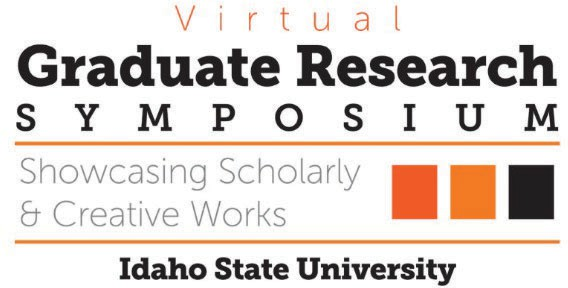 Virtual
Graduate Research
SYMPOSIUM
Showcasing Scholarly
& Creative Works
Idaho State University